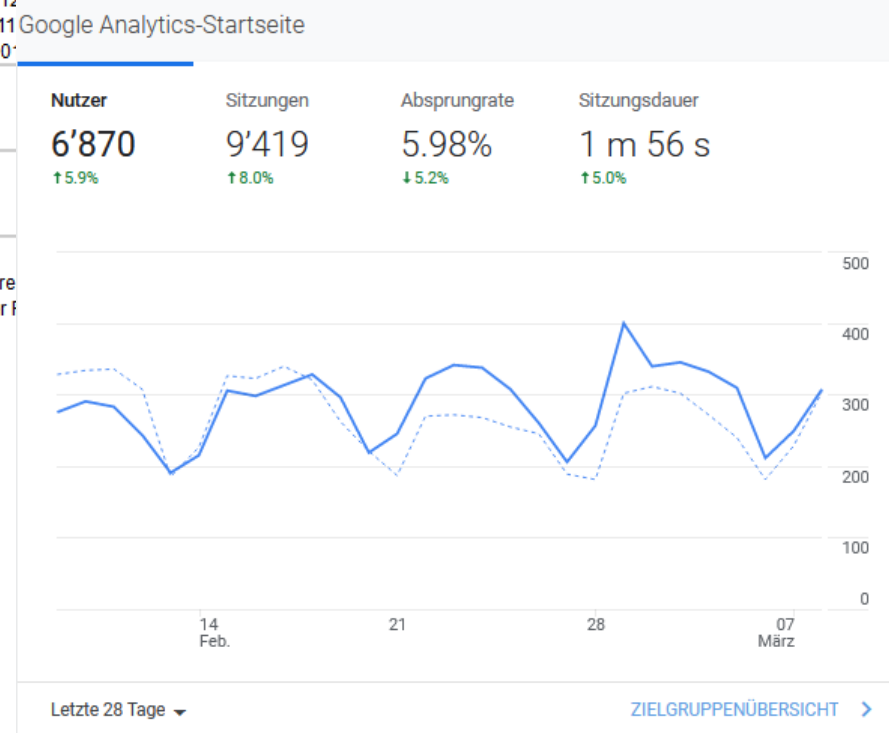 Google Analytics-Startseite
Nutzer
6’870
↑5.9%
Sitzungen
9’419
↑8.0%
Absprungrate
5.98%
↓5.2%
Sitzungsdauer
1 m 56 s
↑5.0%
500
400
300
200
100
0
14
Feb.
21
28
07
März
Letzte 28 Tage
ZIELGRUPPENÜBERSICHT